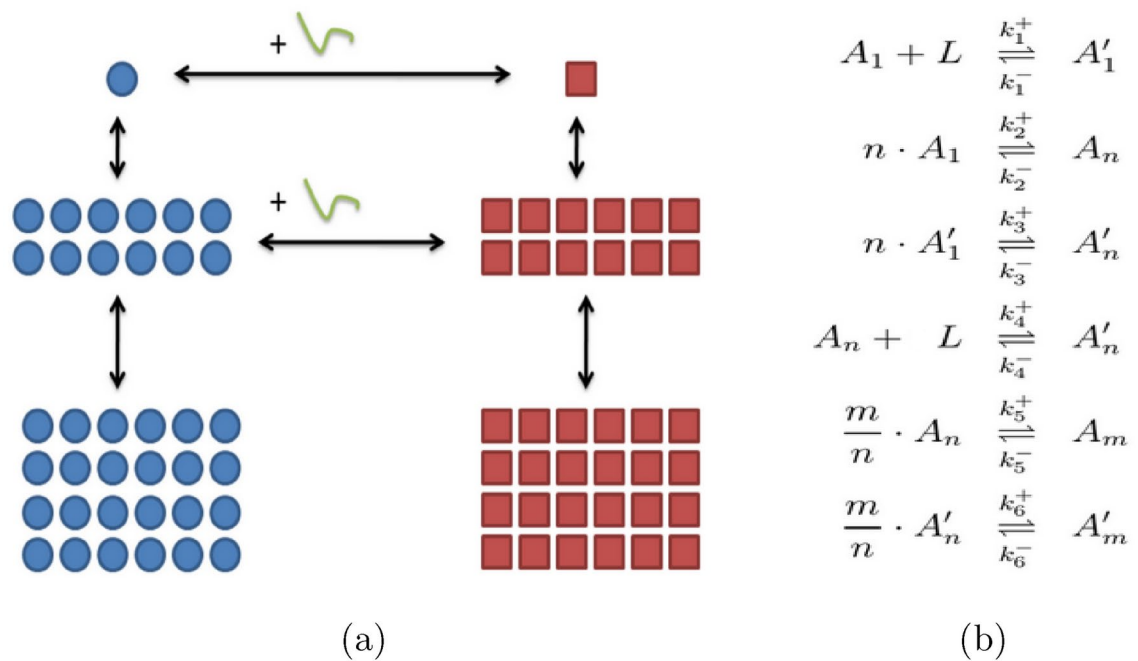 +
+
(a)
A₁ + L ⇌ A′₁ k₁⁺ k₁⁻
n · A₁ ⇌ Aₙ k₂⁺ k₂⁻
n · A′₁ ⇌ A′ₙ k₃⁺ k₃⁻
Aₙ + L ⇌ A′ₙ k₄⁺ k₄⁻
m/n · Aₙ ⇌ Aₘ k₅⁺ k₅⁻
m/n · A′ₙ ⇌ A′ₘ k₆⁺ k₆⁻
(b)